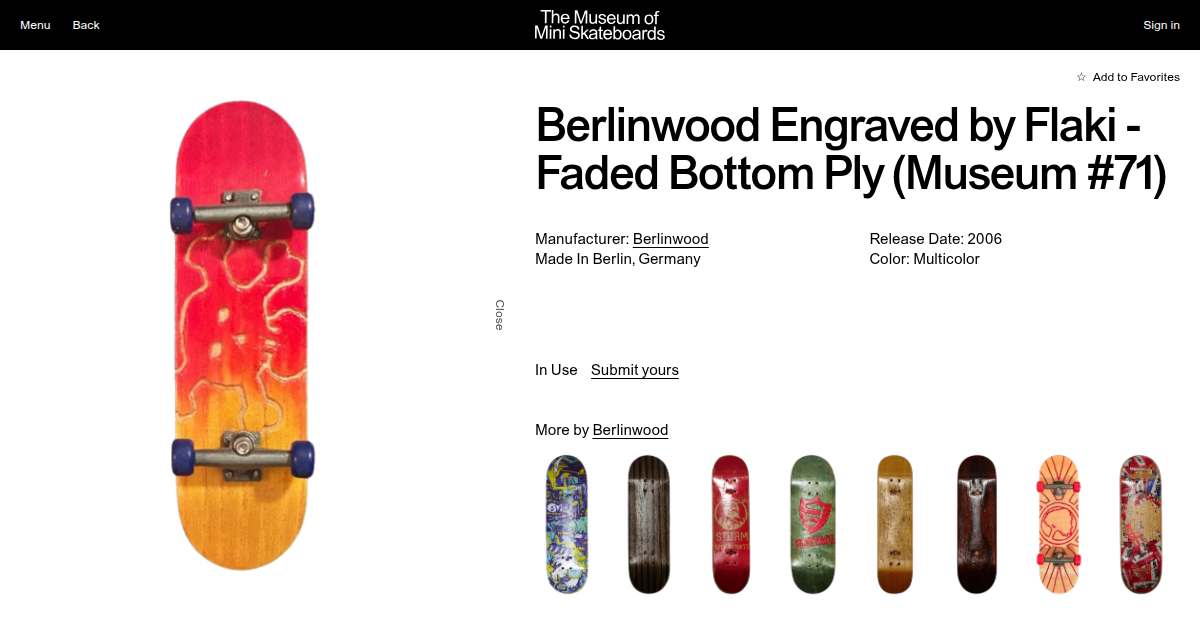 Menu
Back
The Museum of
Mini Skateboards
Sign in
☆ Add to Favorites
Berlinwood Engraved by Flaki -
Faded Bottom Ply (Museum #71)
Manufacturer: Berlinwood
Made In Berlin, Germany
Release Date: 2006
Color: Multicolor
Close
In Use
Submit yours
More by Berlinwood
STURM